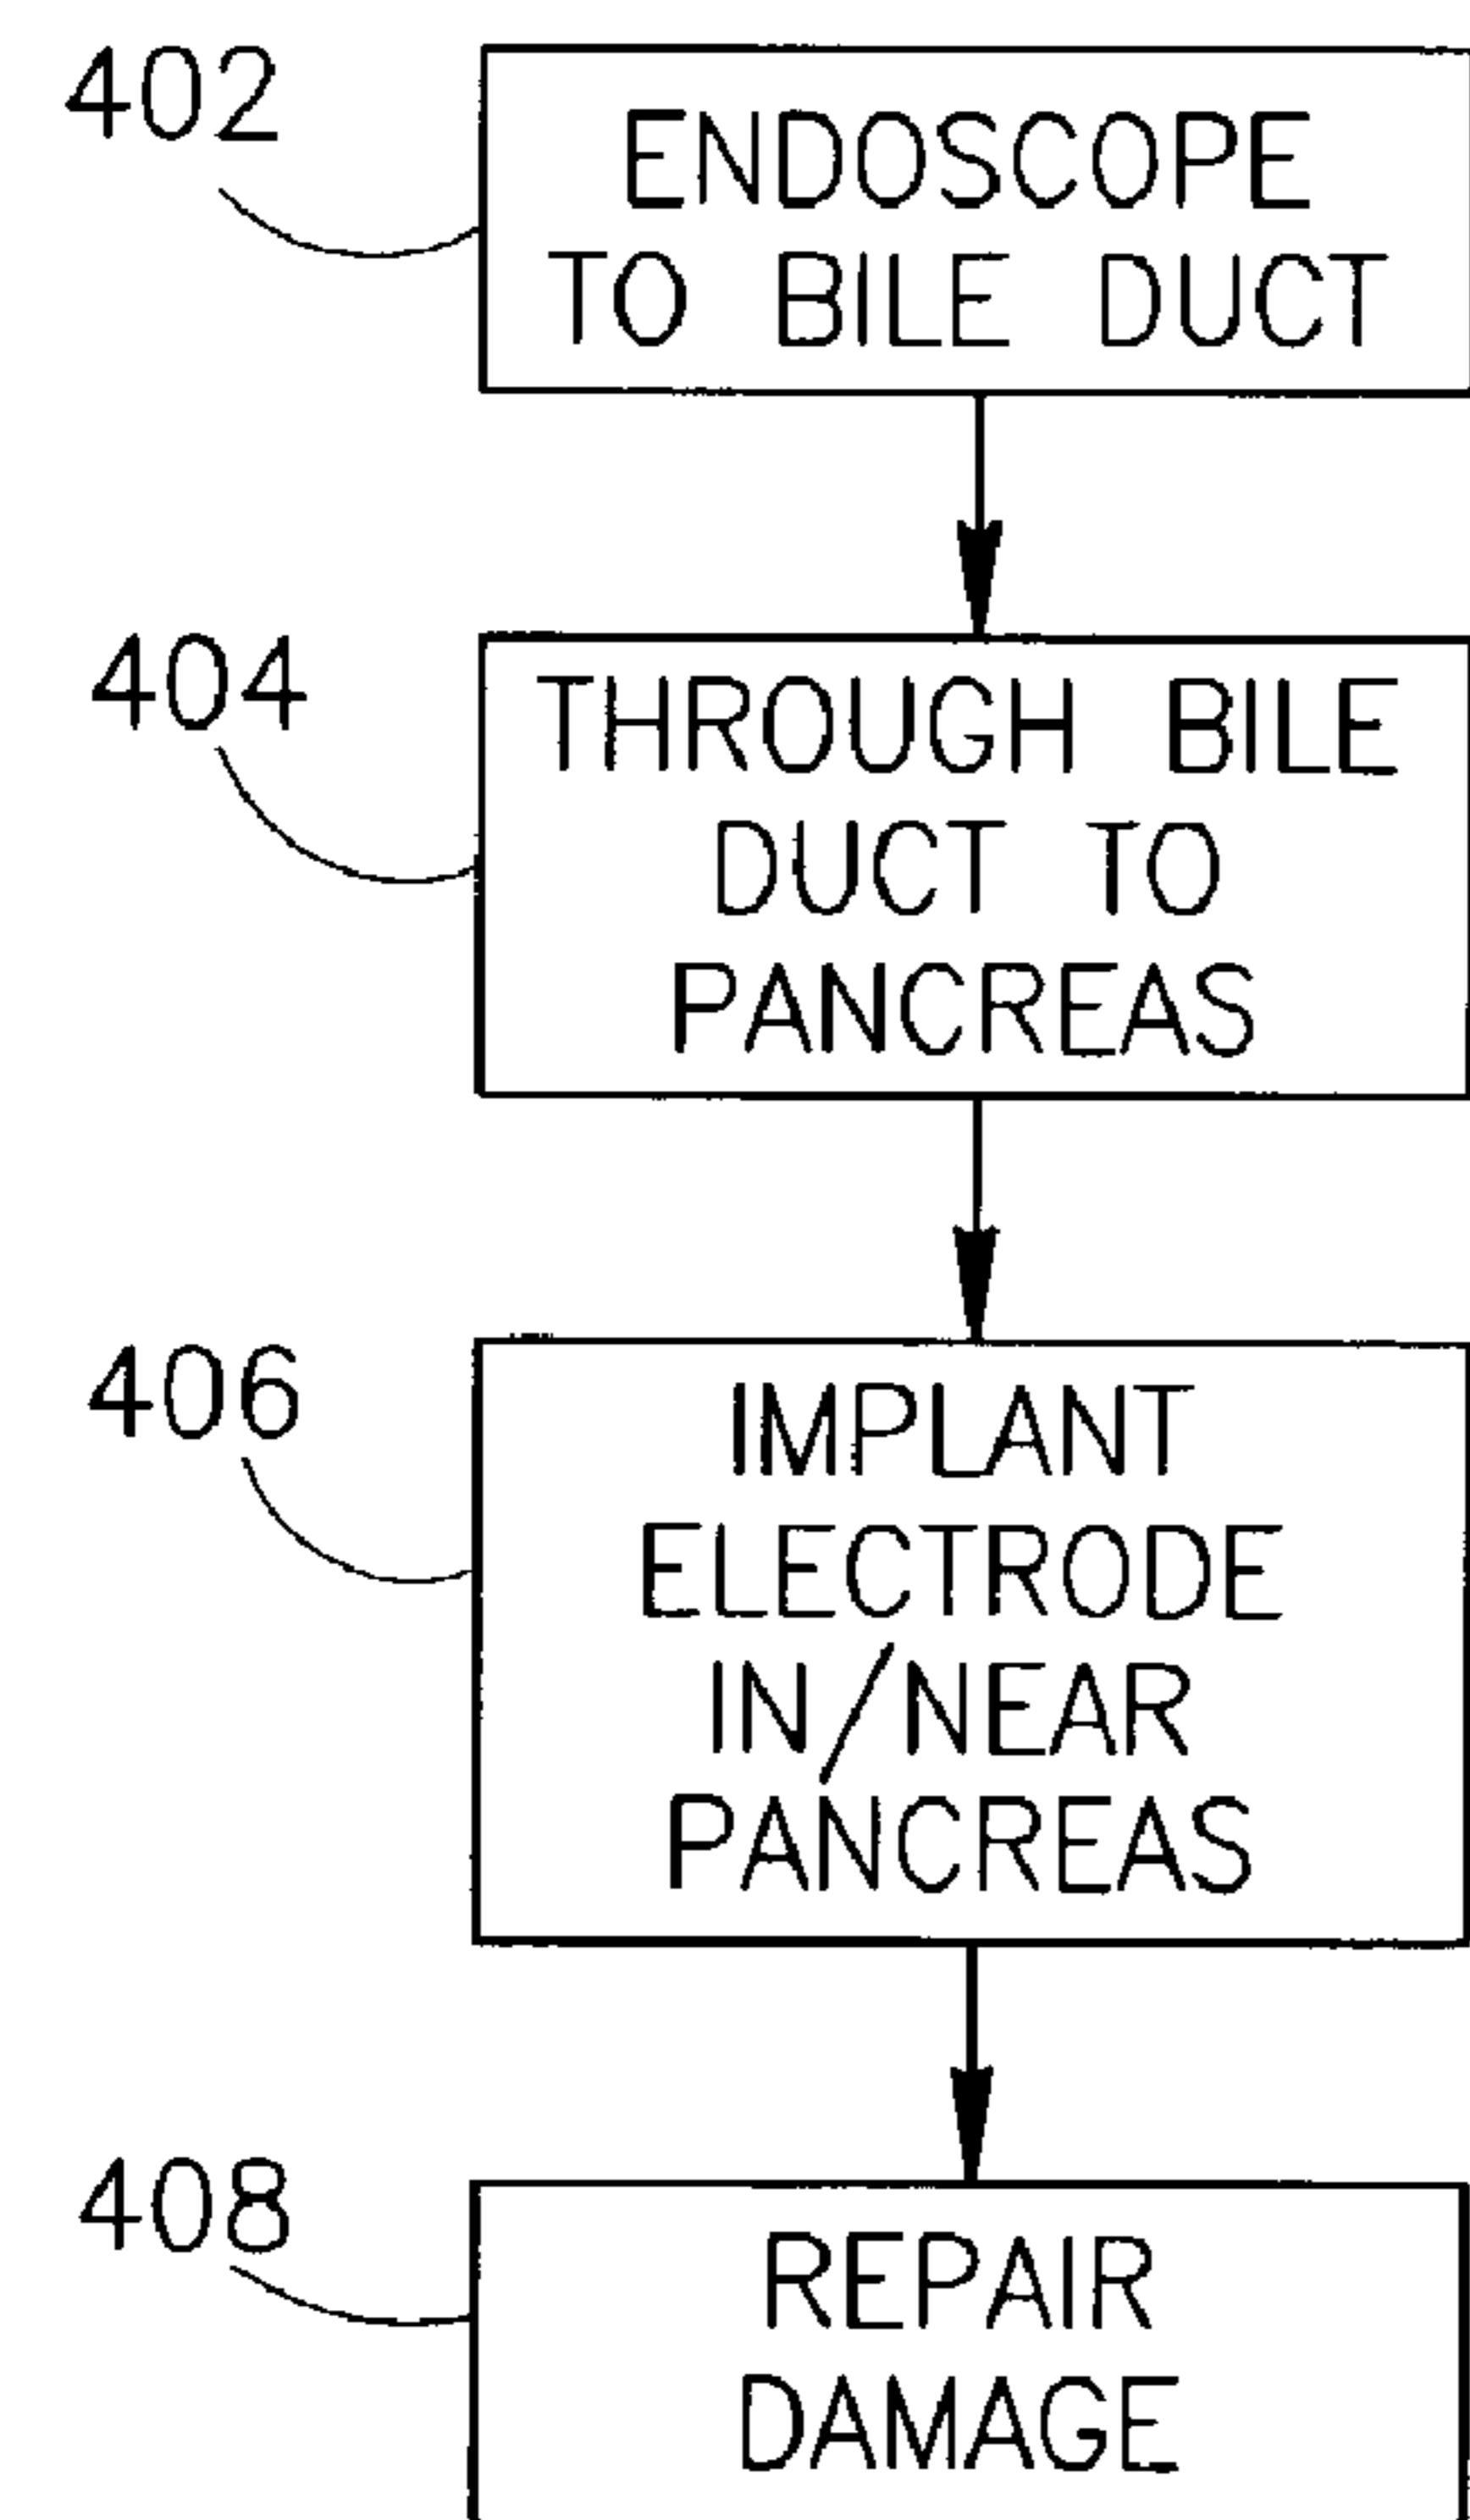 402
ENDOSCOPE
TO BILE DUCT
404
THROUGH BILE
DUCT TO
PANCREAS
406
IMPLANT
ELECTRODE
IN/NEAR
PANCREAS
408
REPAIR
DAMAGE